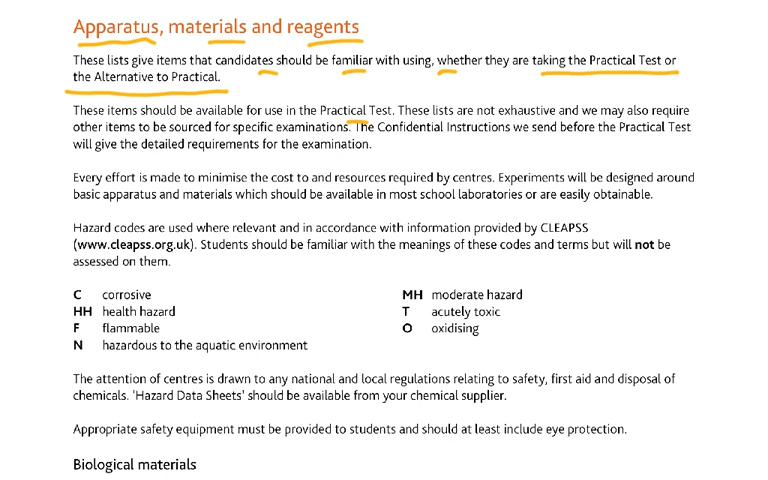 Apparatus, materials and reagents
These lists give items that candidates should be familiar with using, whether they are taking the Practical Test or
the Alternative to Practical.
These items should be available for use in the Practical Test. These lists are not exhaustive and we may also require
other items to be sourced for specific examinations. The Confidential Instructions we send before the Practical Test
will give the detailed requirements for the examination.
Every effort is made to minimise the cost to and resources required by centres. Experiments will be designed around
basic apparatus and materials which should be available in most school laboratories or are easily obtainable.
Hazard codes are used where relevant and in accordance with information provided by CLEAPSS
(www.cleapss.org.uk). Students should be familiar with the meanings of these codes and terms but will not be
assessed on them.
C corrosive
HH health hazard
F flammable
N hazardous to the aquatic environment
MH moderate hazard
T acutely toxic
O oxidising
The attention of centres is drawn to any national and local regulations relating to safety, first aid and disposal of
chemicals. 'Hazard Data Sheets' should be available from your chemical supplier.
Appropriate safety equipment must be provided to students and should at least include eye protection.
Biological materials